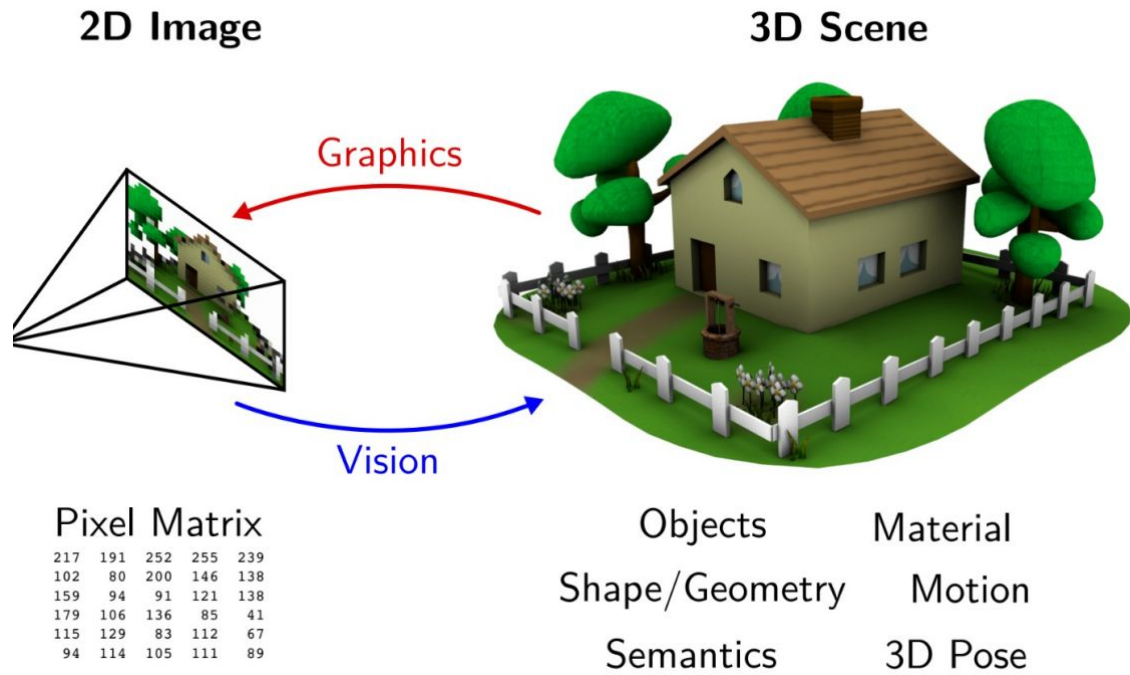 2D Image
3D Scene
Graphics
Vision
Pixel Matrix
217 191 252 255 239
102 80 200 146 138
159 94 91 121 138
179 106 136 85 41
115 129 83 112 67
94 114 105 111 89
Objects Material
Shape/Geometry Motion
Semantics 3D Pose